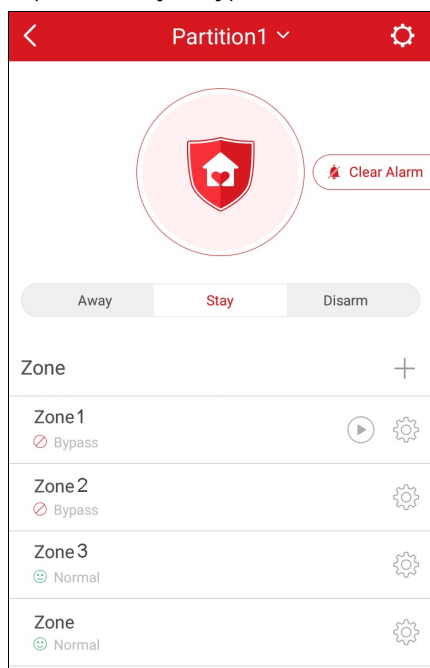 Partition1
Clear Alarm
Away Stay Disarm
Zone
Zone1
Bypass
Zone2
Bypass
Zone3
Normal
Zone
Normal